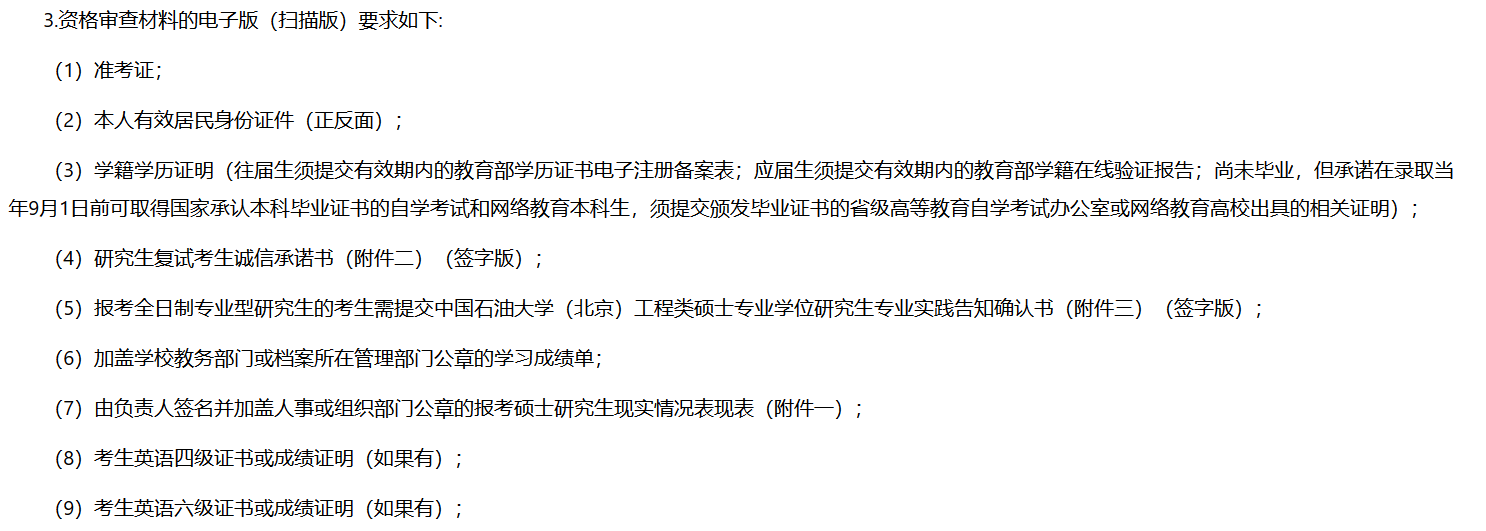 3.资格审查材料的电子版（扫描版）要求如下:
（1）准考证；
（2）本人有效居民身份证件（正反面）；
（3）学籍学历证明（往届生须提交有效期内的教育部学历证书电子注册备案表；应届生须提交有效期内的教育部学籍在线验证报告；尚未毕业，但承诺在录取当
年9月1日前可取得国家承认本科毕业证书的自学考试和网络教育本科生，须提交颁发毕业证书的省级高等教育自学考试办公室或网络教育高校出具的相关证明）；
（4）研究生复试考生诚信承诺书（附件二）（签字版）；
（5）报考全日制专业型研究生的考生需提交中国石油大学（北京）工程类硕士专业学位研究生专业实践告知确认书（附件三）（签字版）；
（6）加盖学校教务部门或档案所在管理部门公章的学习成绩单；
（7）由负责人签名并加盖人事或组织部门公章的报考硕士研究生现实情况表现表（附件一）；
（8）考生英语四级证书或成绩证明（如果有）；
（9）考生英语六级证书或成绩证明（如果有）；